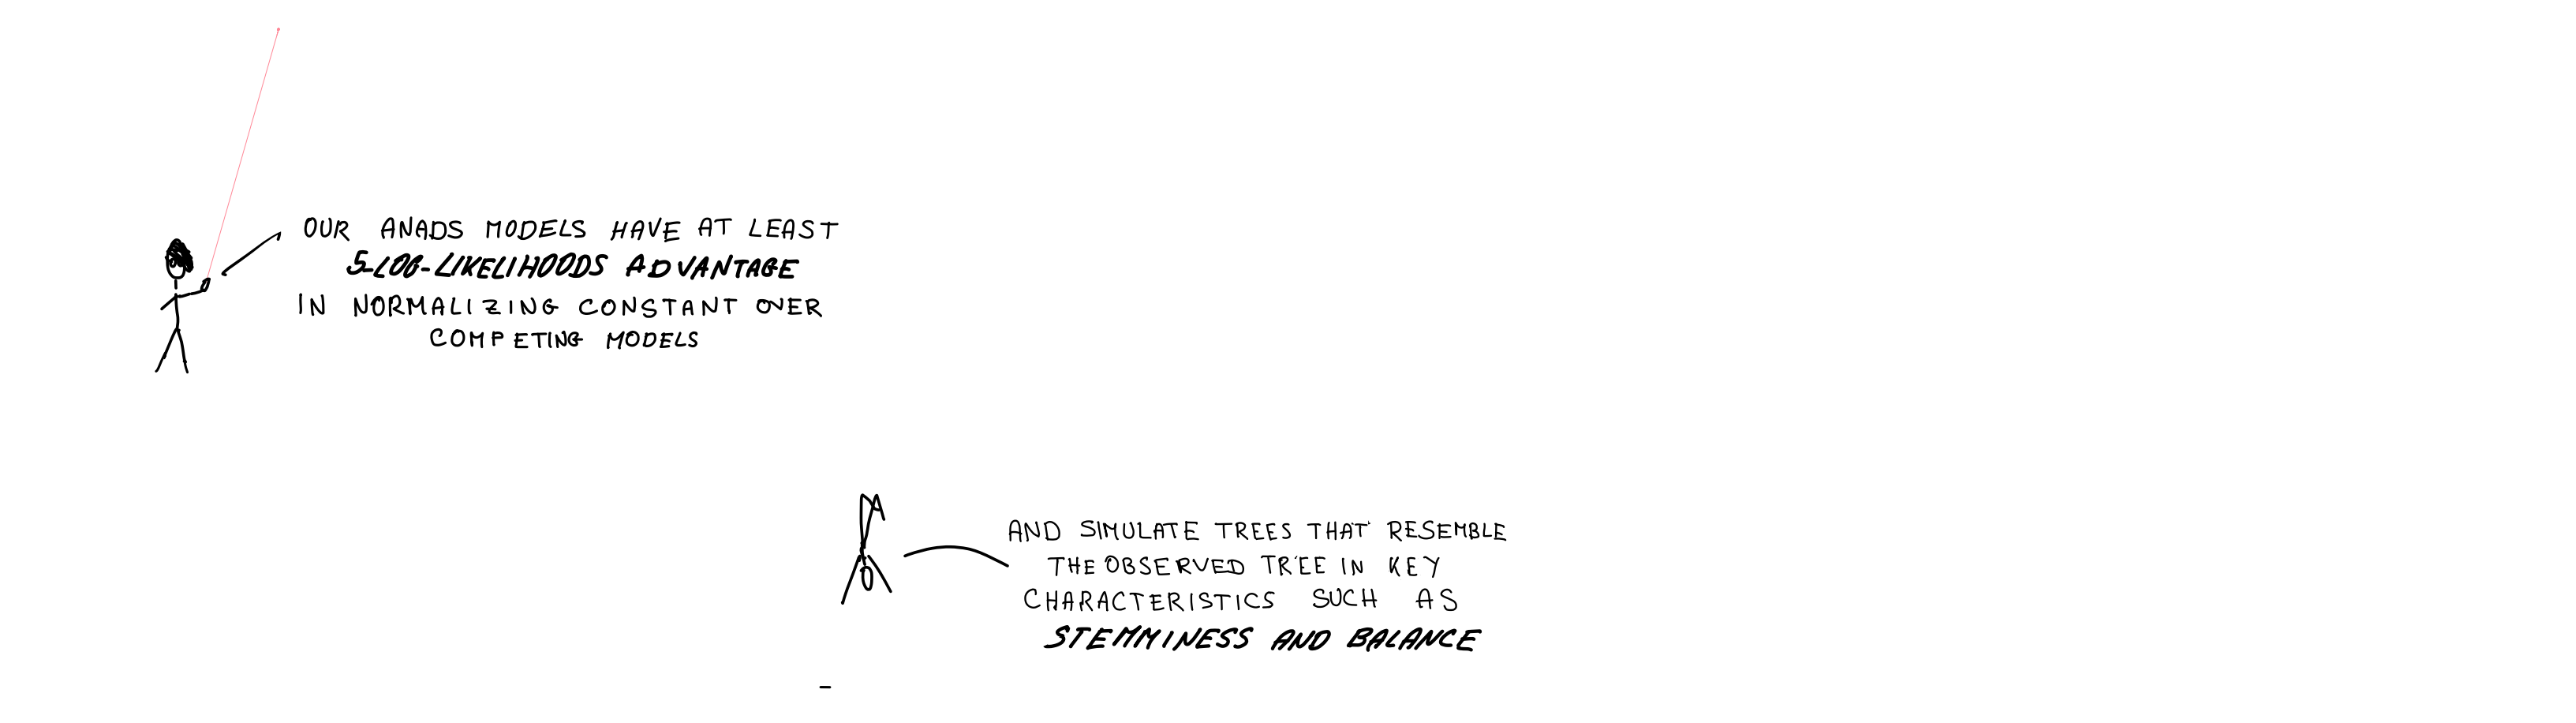 OUR ANADS MODELS HAVE AT LEAST
5-LOG-LIKELIHOODS ADVANTAGE
IN NORMALIZING CONSTANT OVER
COMPETING MODELS
AND SIMULATE TREES THAT RESEMBLE
THE OBSERVED TREE IN KEY
CHARACTERISTICS SUCH AS
STEMMINESS AND BALANCE